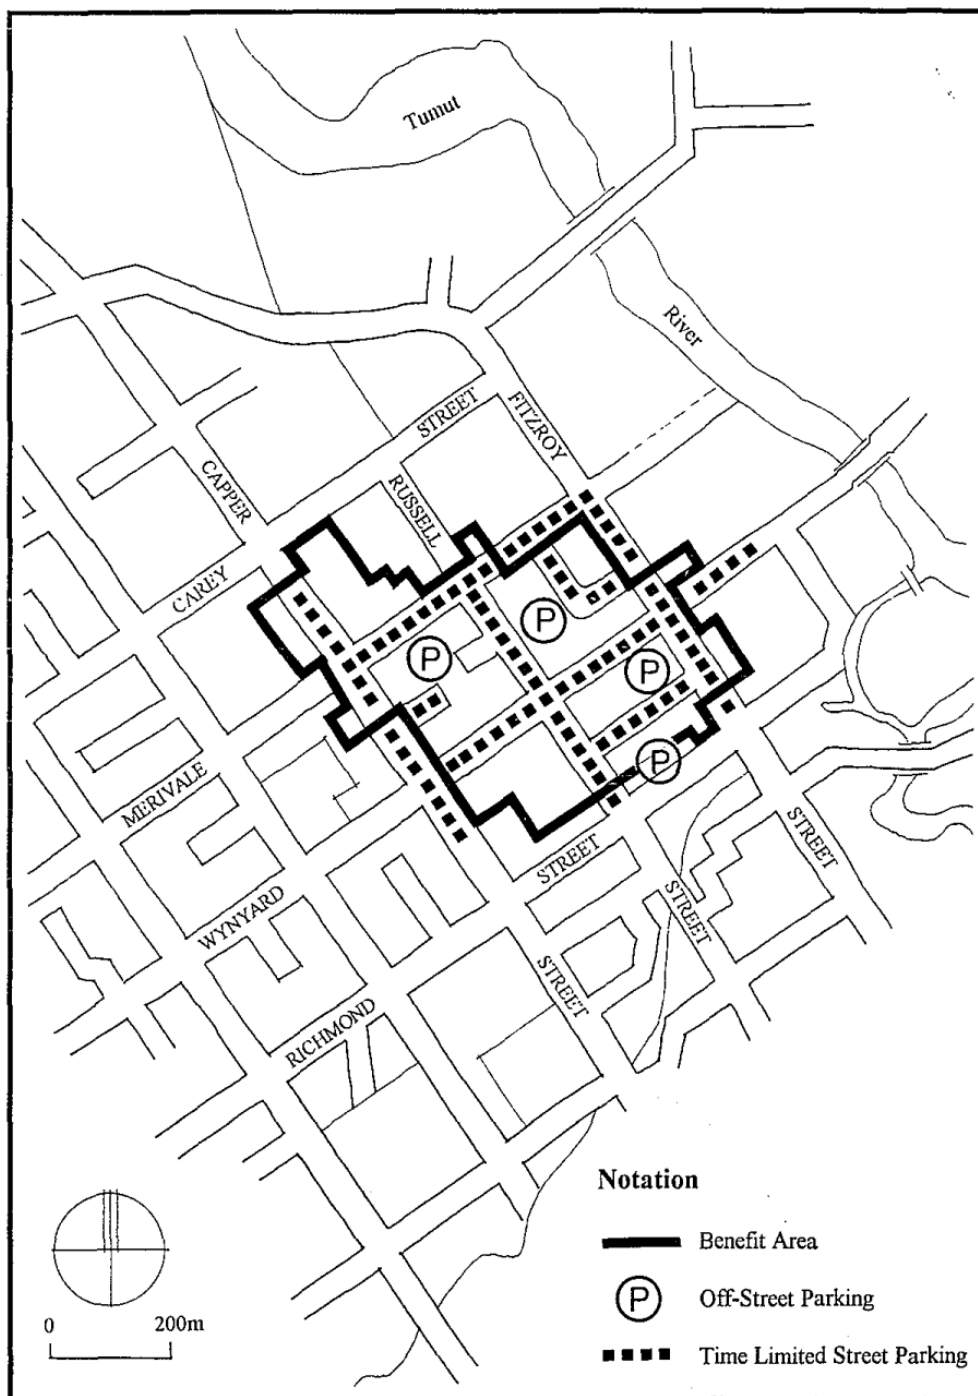 Tumut
River
STREET
FITZROY
CAPPER
RUSSELL
CAREY
P
P
P
P
MERIVALE
STREET
STREET
WYNYARD
STREET
STREET
RICHMOND
Notation
Benefit Area
P Off-Street Parking
0 200m
Time Limited Street Parking